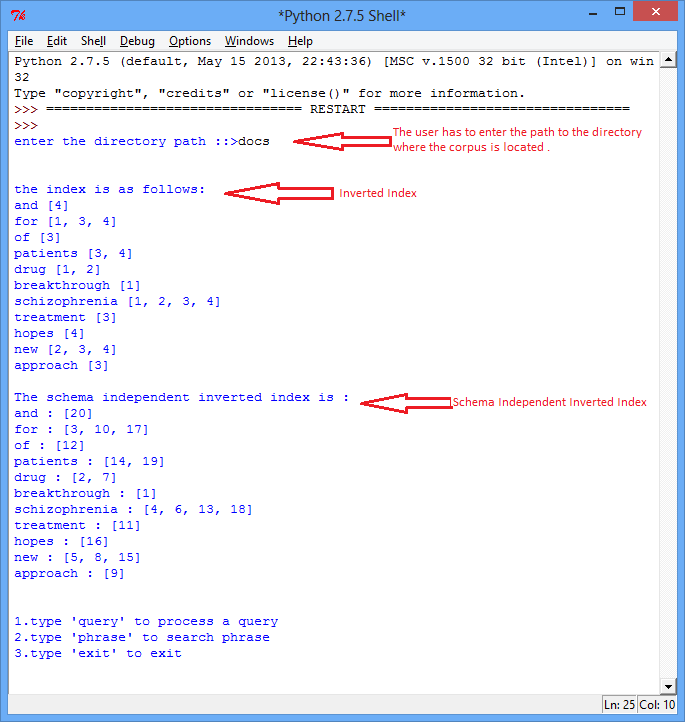 *Python 2.7.5 Shell*
File Edit Shell Debug Options Windows Help
Python 2.7.5 (default, May 15 2013, 22:43:36) [MSC v.1500 32 bit (Intel)] on win
32
Type "copyright", "credits" or "license()" for more information.
>>> ================================ RESTART ================================
>>>
enter the directory path ::>docs
The user has to enter the path to the directory
where the corpus is located .
the index is as follows:
Inverted Index
and [4]
for [1, 3, 4]
of [3]
patients [3, 4]
drug [1, 2]
breakthrough [1]
schizophrenia [1, 2, 3, 4]
treatment [3]
hopes [4]
new [2, 3, 4]
approach [3]
The schema independent inverted index is :
Schema Independent Inverted Index
and : [20]
for : [3, 10, 17]
of : [12]
patients : [14, 19]
drug : [2, 7]
breakthrough : [1]
schizophrenia : [4, 6, 13, 18]
treatment : [11]
hopes : [16]
new : [5, 8, 15]
approach : [9]
1.type 'query' to process a query
2.type 'phrase' to search phrase
3.type 'exit' to exit
Ln: 25 Col: 10